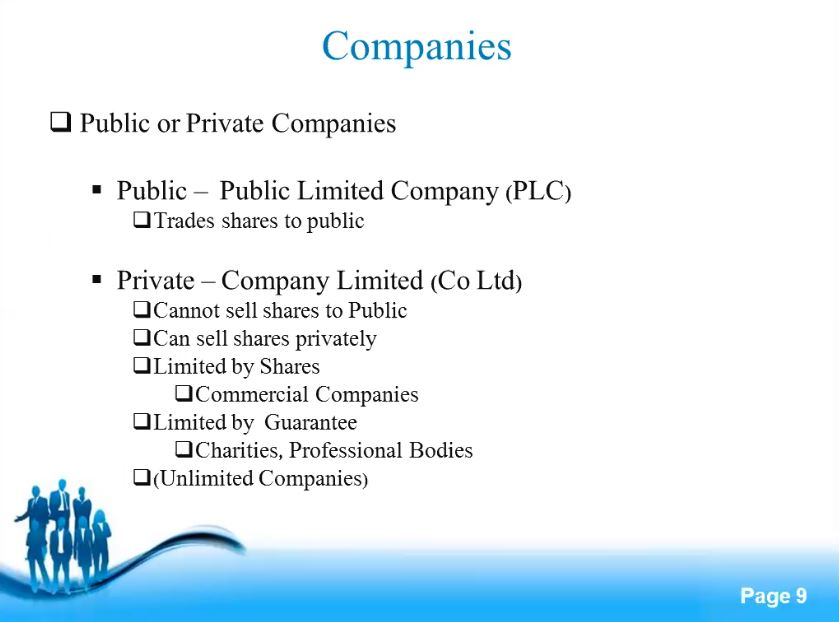 Companies
Public or Private Companies
Public – Public Limited Company (PLC)
Trades shares to public
Private – Company Limited (Co Ltd)
Cannot sell shares to Public
Can sell shares privately
Limited by Shares
Commercial Companies
Limited by Guarantee
Charities, Professional Bodies
(Unlimited Companies)
Page 9